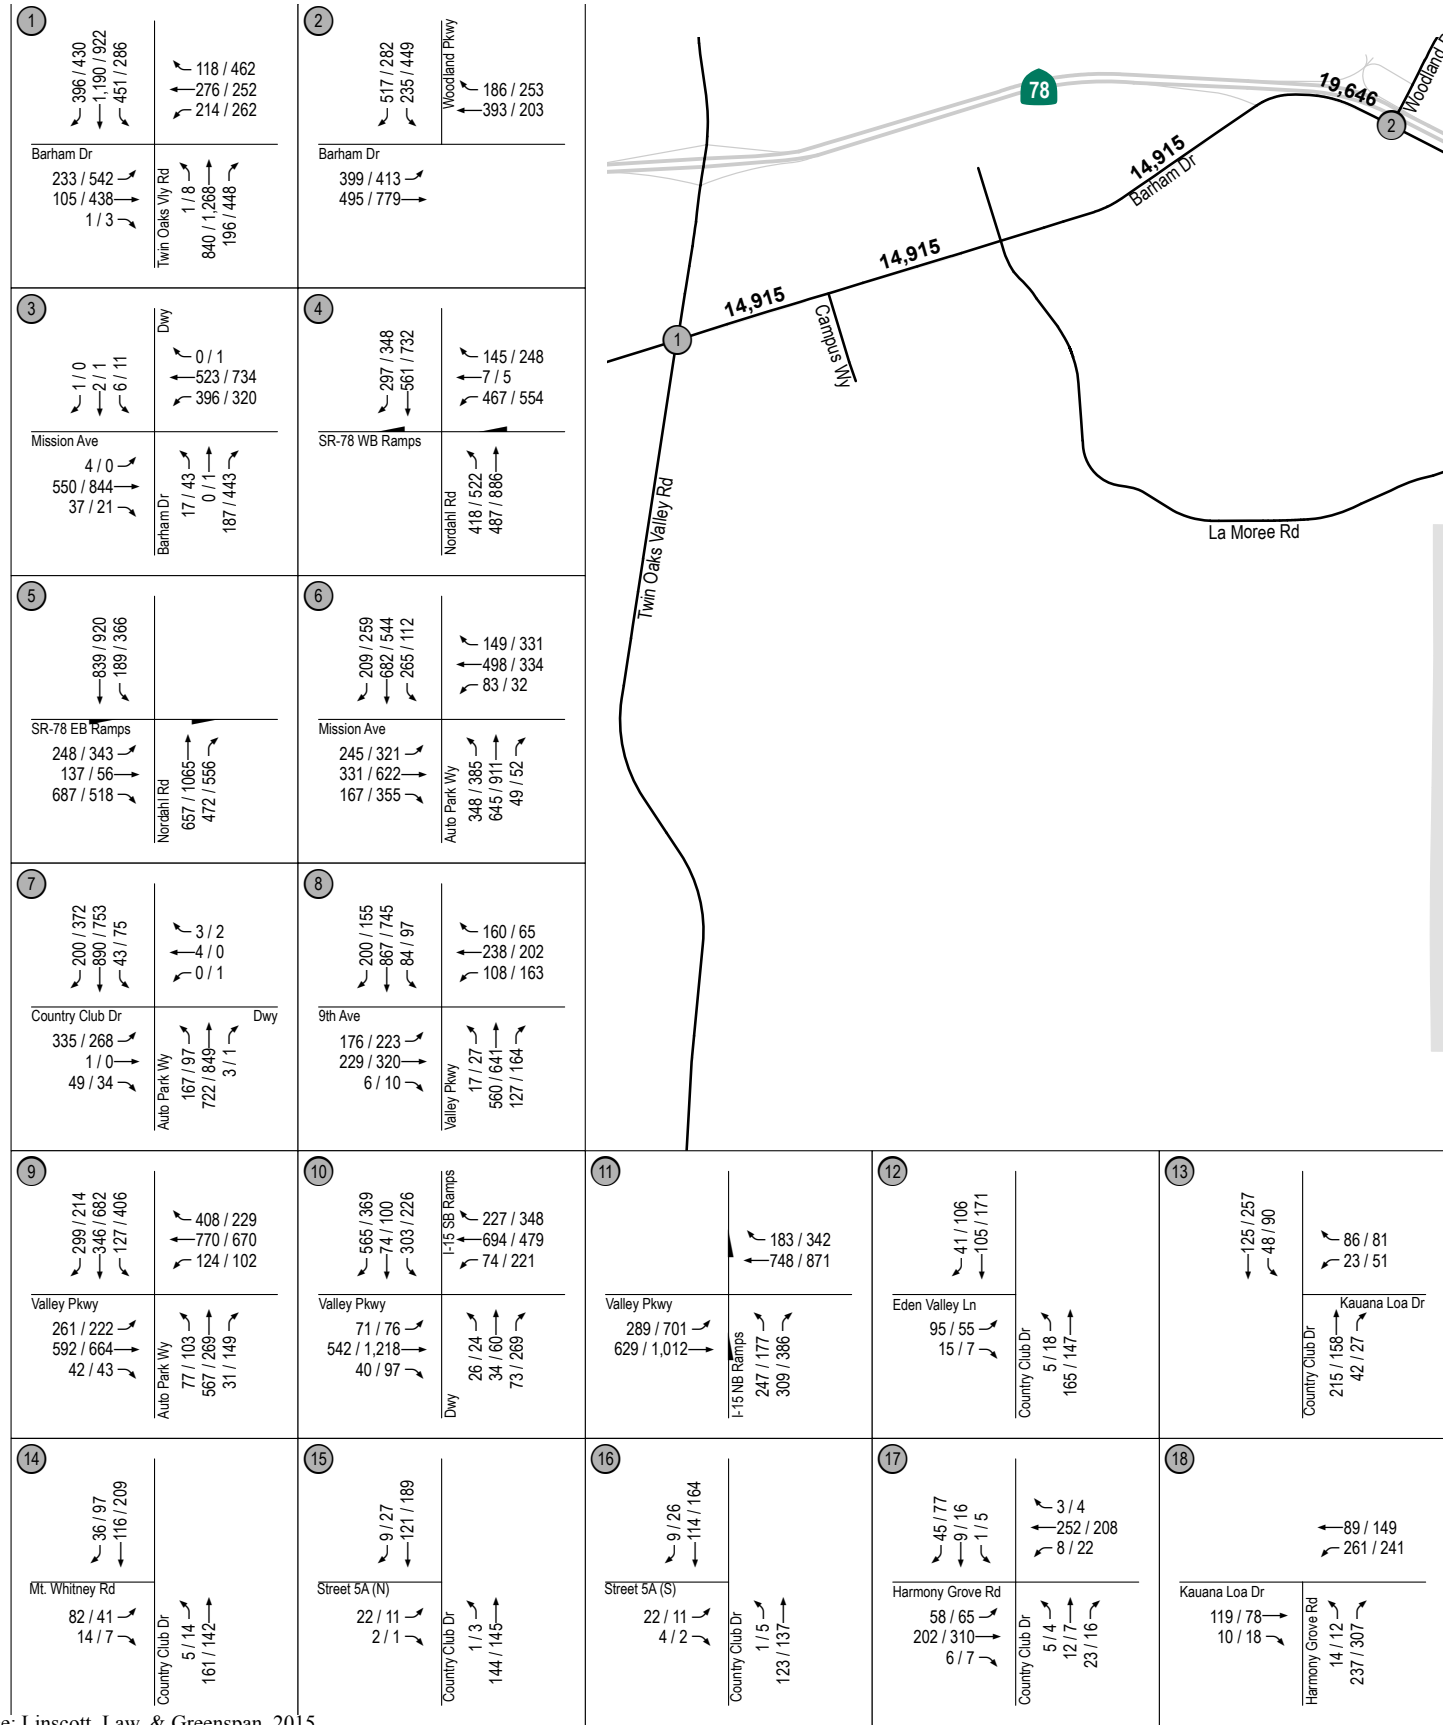 1
396 / 430
1,190 / 922
451 / 286
118 / 462
276 / 252
214 / 262
Barham Dr
233 / 542
105 / 438
1 / 3
Twin Oaks Vly Rd
1 / 8
840 / 1,268
196 / 448
2
517 / 282
235 / 449
Woodland Pkwy
186 / 253
393 / 203
Barham Dr
399 / 413
495 / 779
3
1 / 0
2 / 1
6 / 11
Dwy
0 / 1
523 / 734
396 / 320
Mission Ave
4 / 0
550 / 844
37 / 21
Barham Dr
17 / 43
0 / 1
187 / 443
4
297 / 348
561 / 732
145 / 248
7 / 5
467 / 554
SR-78 WB Ramps
Nordahl Rd
418 / 522
487 / 886
5
839 / 920
189 / 366
SR-78 EB Ramps
248 / 343
137 / 56
687 / 518
Nordahl Rd
657 / 1065
472 / 556
6
209 / 259
682 / 544
265 / 112
149 / 331
498 / 334
83 / 32
Mission Ave
245 / 321
331 / 622
167 / 355
Auto Park Wy
348 / 385
645 / 911
49 / 52
7
200 / 372
890 / 753
43 / 75
3 / 2
4 / 0
0 / 1
Country Club Dr
Dwy
335 / 268
1 / 0
49 / 34
Auto Park Wy
167 / 97
722 / 849
3 / 1
8
200 / 155
867 / 745
84 / 97
160 / 65
238 / 202
108 / 163
9th Ave
176 / 223
229 / 320
6 / 10
Valley Pkwy
17 / 27
560 / 641
127 / 164
78
19,646
Woodland
2
14,915
Barham Dr
14,915
14,915
1
Campus Wy
Twin Oaks Valley Rd
La Moree Rd
9
299 / 214
346 / 682
127 / 406
408 / 229
770 / 670
124 / 102
Valley Pkwy
261 / 222
592 / 664
42 / 43
Auto Park Wy
77 / 103
567 / 269
31 / 149
10
565 / 369
74 / 100
303 / 226
I-15 SB Ramps
227 / 348
694 / 479
74 / 221
Valley Pkwy
71 / 76
542 / 1,218
40 / 97
Dwy
26 / 24
34 / 60
73 / 269
11
183 / 342
748 / 871
Valley Pkwy
289 / 701
629 / 1,012
I-15 NB Ramps
247 / 177
309 / 386
12
41 / 106
105 / 171
Eden Valley Ln
95 / 55
15 / 7
Country Club Dr
5 / 18
165 / 147
13
125 / 257
48 / 90
86 / 81
23 / 51
Kauana Loa Dr
Country Club Dr
215 / 158
42 / 27
14
36 / 97
116 / 209
Mt. Whitney Rd
82 / 41
14 / 7
Country Club Dr
5 / 14
161 / 142
15
9 / 27
121 / 189
Street 5A (N)
22 / 11
2 / 1
Country Club Dr
1 / 3
144 / 145
16
9 / 26
114 / 164
Street 5A (S)
22 / 11
4 / 2
Country Club Dr
1 / 5
123 / 137
17
45 / 77
9 / 16
1 / 5
3 / 4
252 / 208
8 / 22
Harmony Grove Rd
58 / 65
202 / 310
6 / 7
Country Club Dr
5 / 4
12 / 7
23 / 16
18
89 / 149
261 / 241
Kauana Loa Dr
119 / 78
10 / 18
Harmony Grove Rd
14 / 12
237 / 307
e: Linscott, Law, & Greenspan, 2015